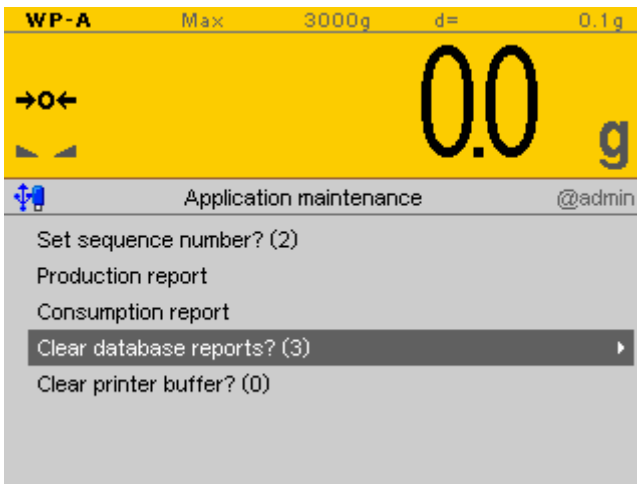 WP-A Max 3000g d= 0.1g
→0←
0.0 g
Application maintenance @admin
Set sequence number? (2)
Production report
Consumption report
Clear database reports? (3)
Clear printer buffer? (0)